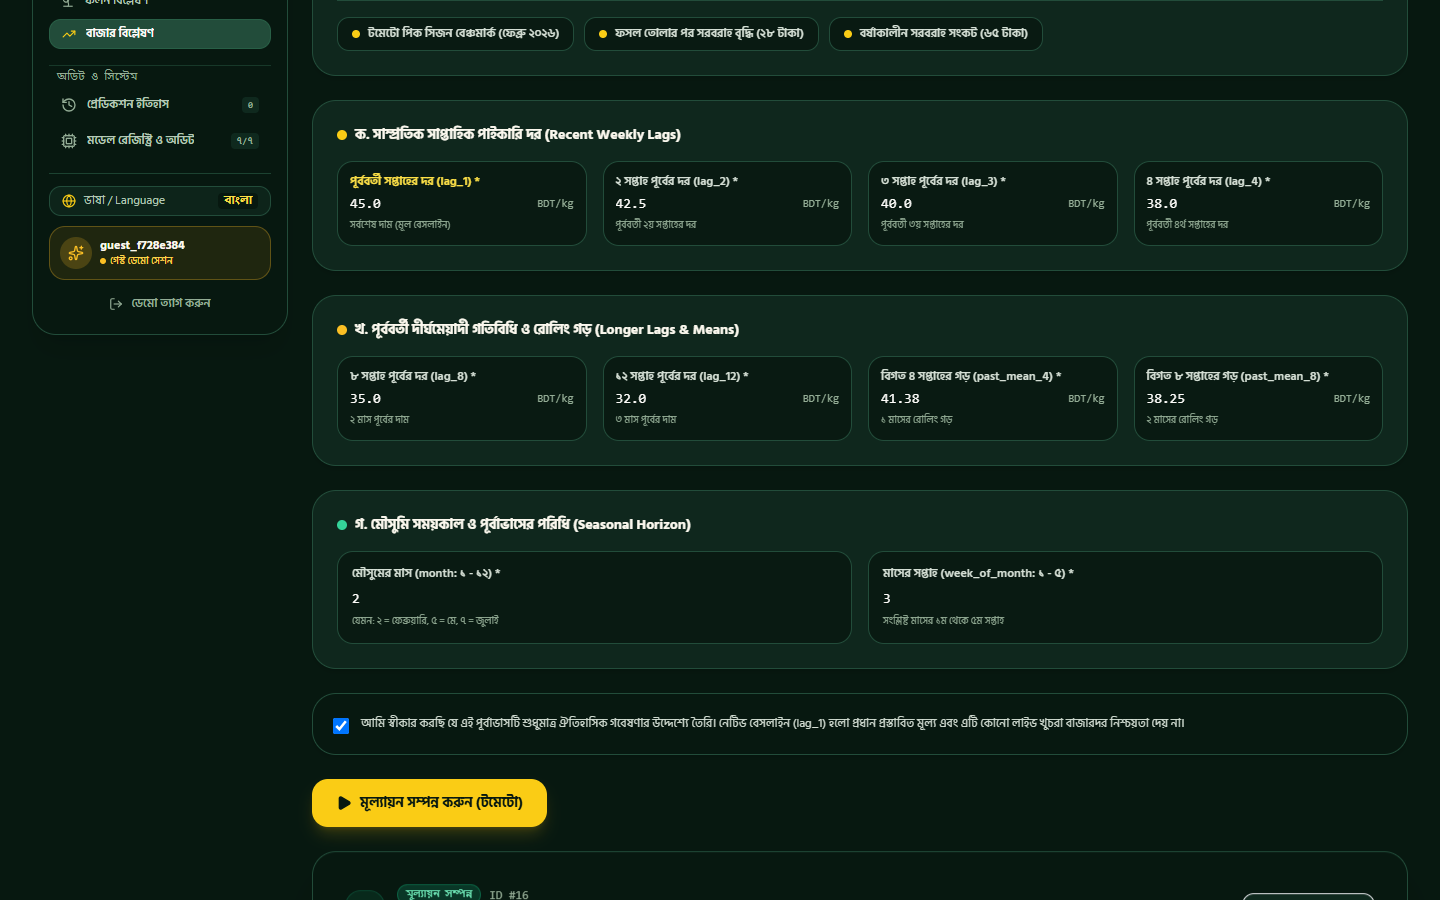 বাজার বিশ্লেষণ
অডিট ও সিস্টেম
প্রেডিকশন ইতিহাস ০
মডেল রেজিস্ট্রি ও অডিট ৭/৭
ভাষা / Language বাংলা
guest_f728e384
গেস্ট ডেমো সেশন
ডেমো ত্যাগ করুন
টমেটো পিক সিজন বেঞ্চমার্ক (ফেব্রু ২০২৬)
ফসল তোলার পর সরবরাহ বৃদ্ধি (২৮ টাকা)
বর্ষাকালীন সরবরাহ সংকট (৬৫ টাকা)
ক. সাম্প্রতিক সাপ্তাহিক পাইকারি দর (Recent Weekly Lags)
পূর্ববর্তী সপ্তাহের দর (lag_1) *
45.0 BDT/kg
সর্বশেষ দাম (মূল বেসলাইন)
২ সপ্তাহ পূর্বের দর (lag_2) *
42.5 BDT/kg
পূর্ববর্তী ২য় সপ্তাহের দর
৩ সপ্তাহ পূর্বের দর (lag_3) *
40.0 BDT/kg
পূর্ববর্তী ৩য় সপ্তাহের দর
৪ সপ্তাহ পূর্বের দর (lag_4) *
38.0 BDT/kg
পূর্ববর্তী ৪র্থ সপ্তাহের দর
খ. পূর্ববর্তী দীর্ঘমেয়াদী গতিবিধি ও রোলিং গড় (Longer Lags & Means)
৮ সপ্তাহ পূর্বের দর (lag_8) *
35.0 BDT/kg
২ মাস পূর্বের দাম
১২ সপ্তাহ পূর্বের দর (lag_12) *
32.0 BDT/kg
৩ মাস পূর্বের দাম
বিগত ৪ সপ্তাহের গড় (past_mean_4) *
41.38 BDT/kg
১ মাসের রোলিং গড়
বিগত ৮ সপ্তাহের গড় (past_mean_8) *
38.25 BDT/kg
২ মাসের রোলিং গড়
গ. মৌসুমি সময়কাল ও পূর্বাভাসের পরিধি (Seasonal Horizon)
মৌসুমের মাস (month: ১ - ১২) *
2
যেমন: ২ = ফেব্রুয়ারি, ৫ = মে, ৭ = জুলাই
মাসের সপ্তাহ (week_of_month: ১ - ৫) *
3
সংশ্লিষ্ট মাসের ১ম থেকে ৫ম সপ্তাহ
আমি স্বীকার করছি যে এই পূর্বাভাসটি শুধুমাত্র ঐতিহাসিক গবেষণার উদ্দেশ্যে তৈরি। নেটিভ বেসলাইন (lag_1) হলো প্রধান প্রস্তাবিত মূল্য এবং এটি কোনো লাইভ খুচরা বাজারদর নিশ্চয়তা দেয় না।
মূল্যায়ন সম্পন্ন করুন (টমেটো)
মূল্যায়ন সম্পন্ন ID #16